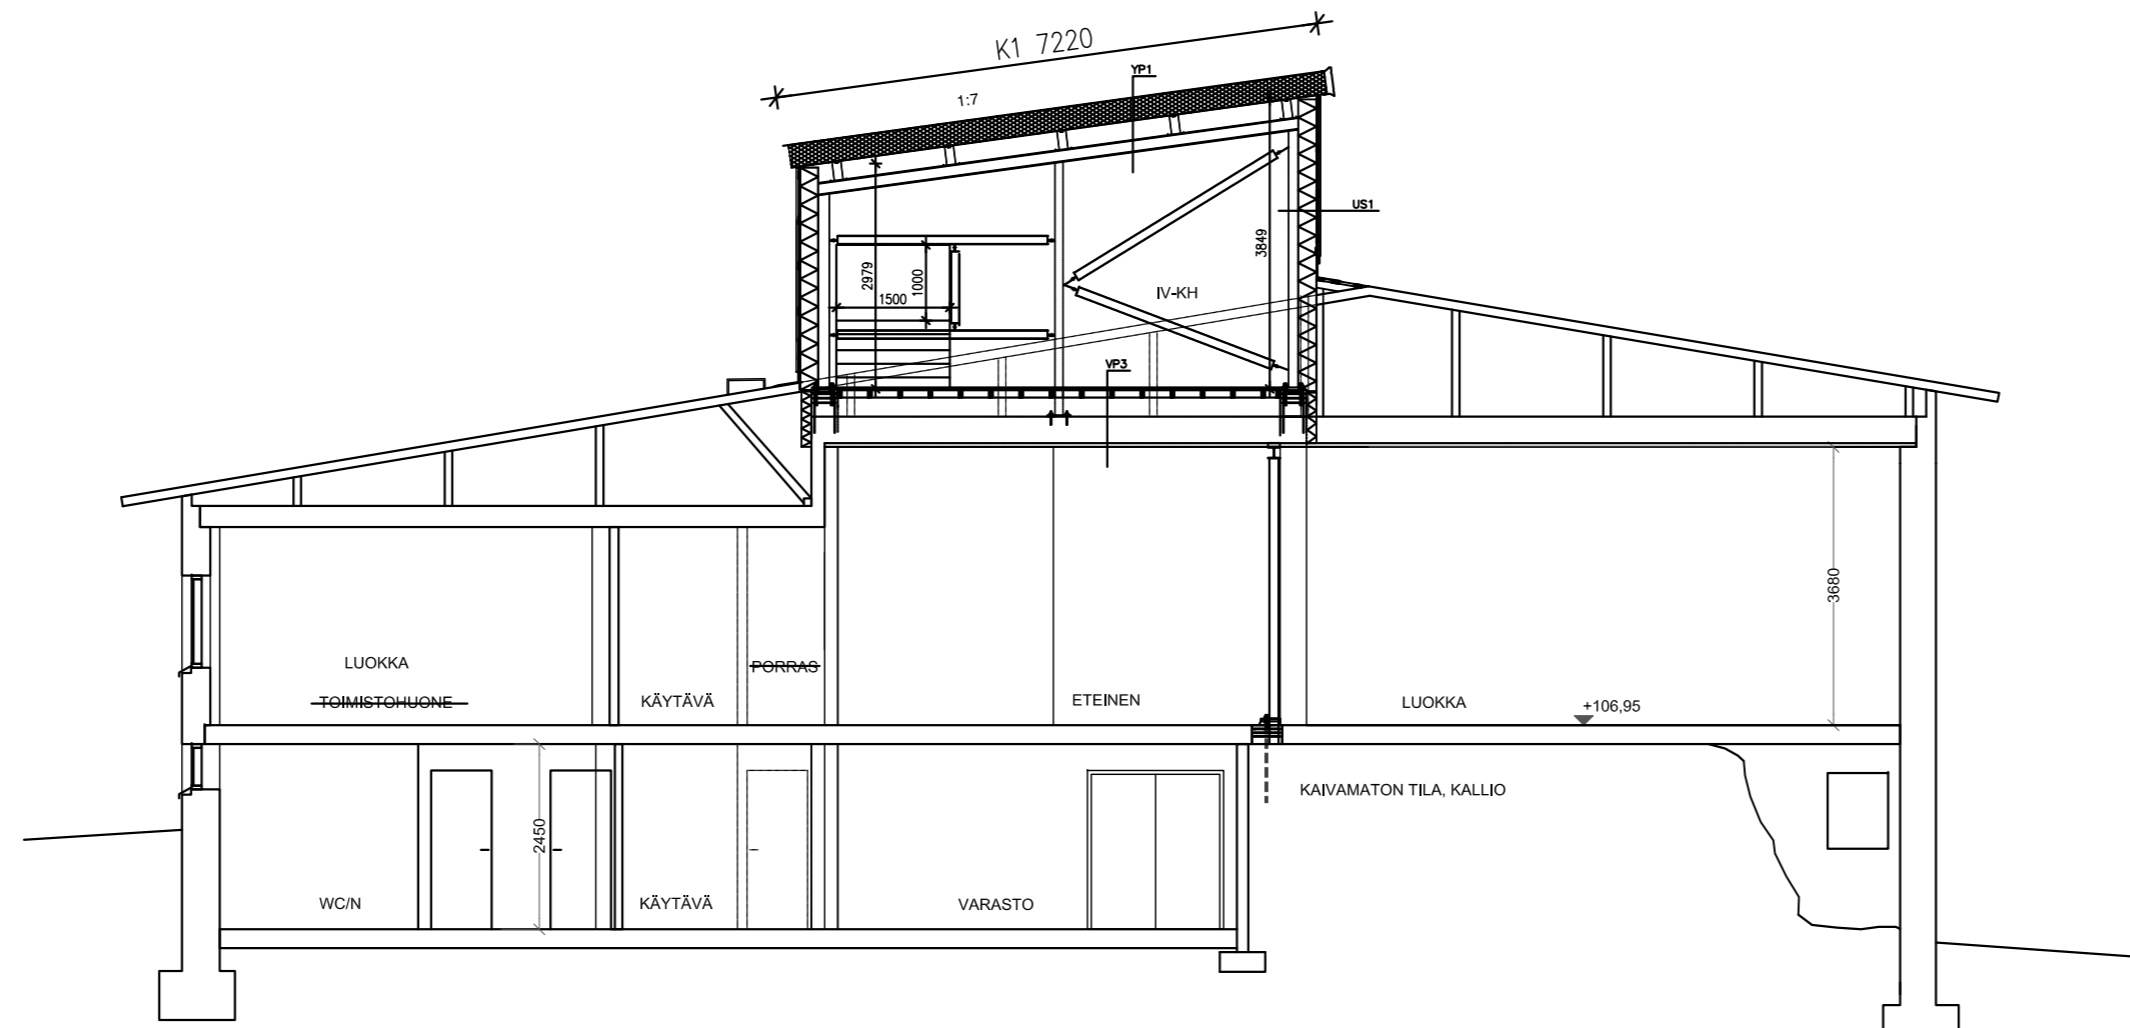 K1 7220
YP1
1:7
US1
3849
2979
1000
1500
IV-KH
VP3
3680
LUOKKA
PORRAS
TOIMISTOHUONE
KÄYTÄVÄ
ETEINEN
LUOKKA
+106,95
KAIVAMATON TILA, KALLIO
2450
WC/N
KÄYTÄVÄ
VARASTO